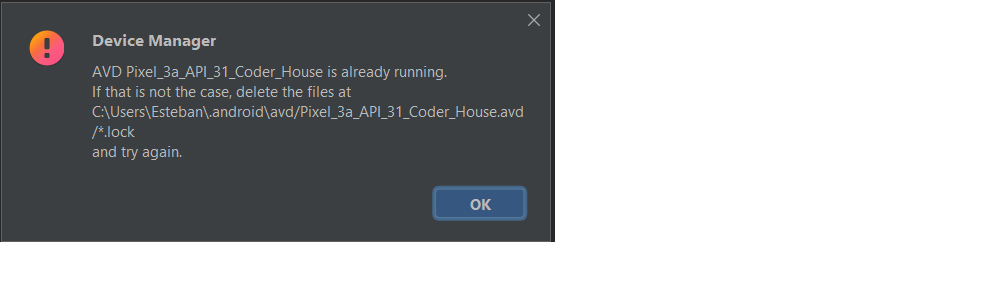 Device Manager
AVD Pixel_3a_API_31_Coder_House is already running.
If that is not the case, delete the files at
C:\Users\Esteban\.android\avd/Pixel_3a_API_31_Coder_House.avd
/*.lock
and try again.
OK